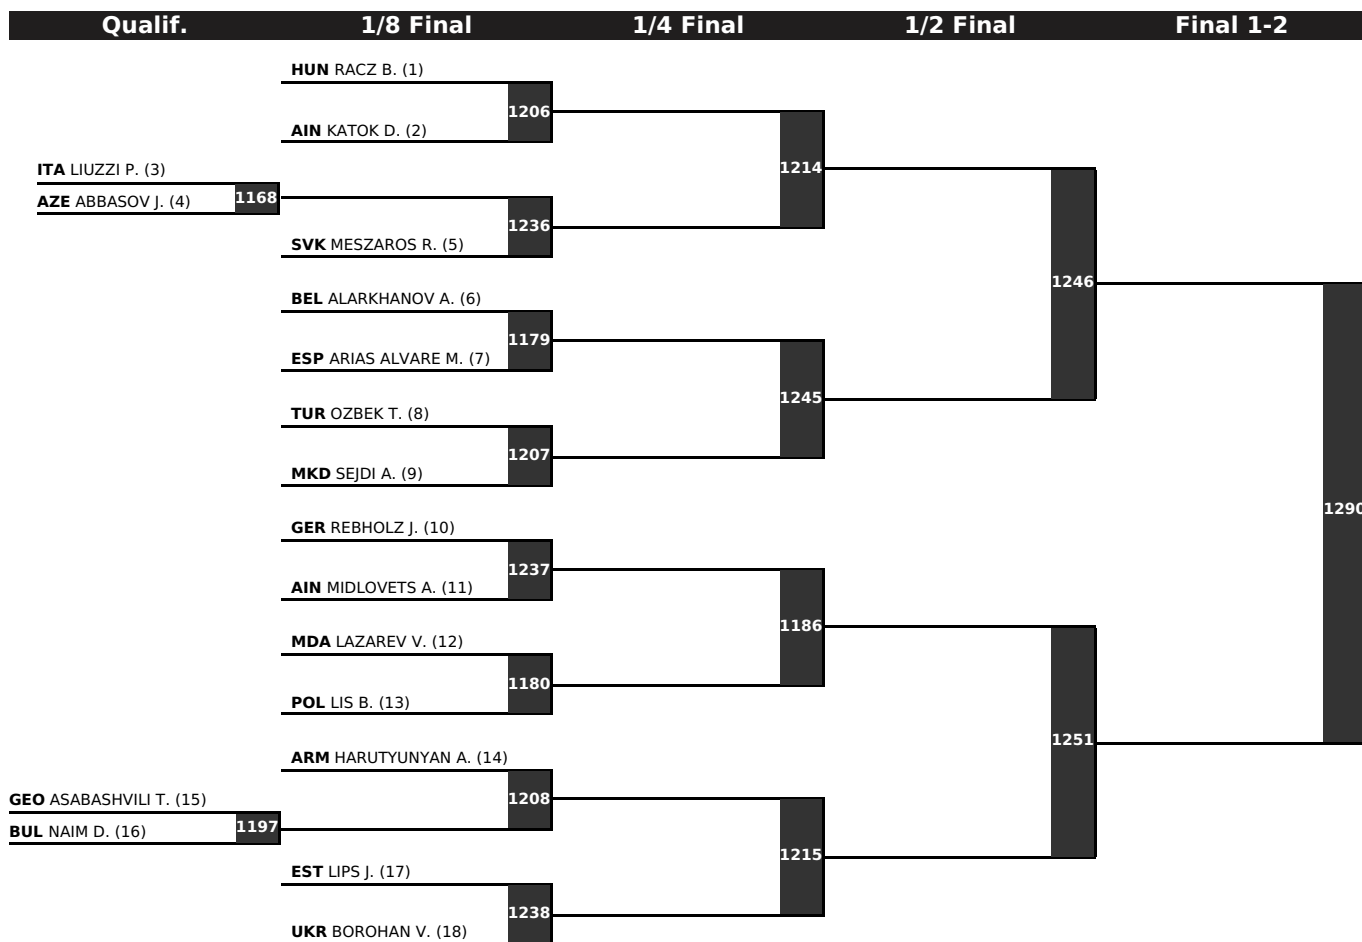 Qualif. 1/8 Final 1/4 Final 1/2 Final Final 1-2
HUN RACZ B. (1)
1206
AIN KATOK D. (2)
ITA LIUZZI P. (3)
1214
AZE ABBASOV J. (4) 1168
1236
SVK MESZAROS R. (5)
1246
BEL ALARKHANOV A. (6)
1179
ESP ARIAS ALVARE M. (7)
1245
TUR OZBEK T. (8)
1207
MKD SEJDI A. (9)
1290
GER REBHOLZ J. (10)
1237
AIN MIDLOVETS A. (11)
1186
MDA LAZAREV V. (12)
1180
POL LIS B. (13)
1251
ARM HARUTYUNYAN A. (14)
GEO ASABASHVILI T. (15)
1208
BUL NAIM D. (16) 1197
1215
EST LIPS J. (17)
1238
UKR BOROHAN V. (18)